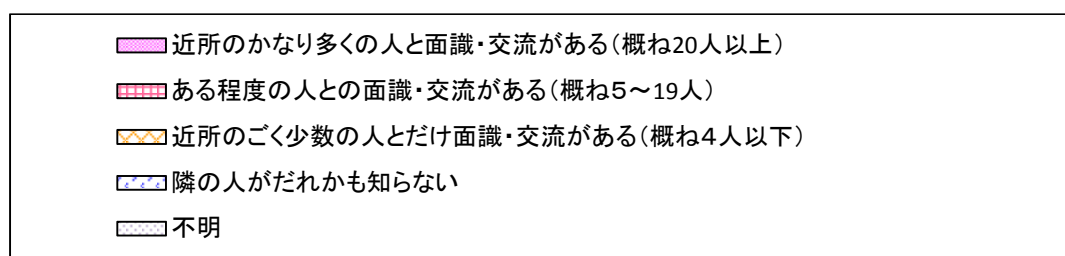 近所のかなり多くの人と面識・交流がある(概ね20人以上)
ある程度の人との面識・交流がある(概ね5～19人)
近所のごく少数の人とだけ面識・交流がある(概ね4人以下)
隣の人がだれかも知らない
不明